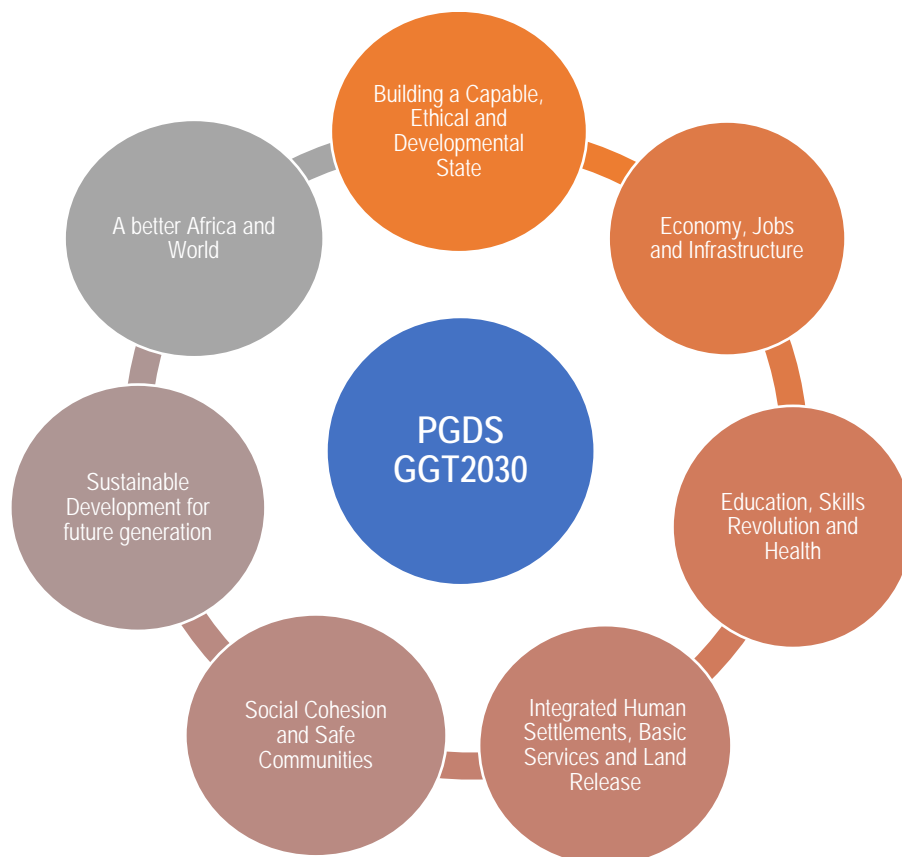 Building a Capable,
Ethical and
Developmental
State
Economy, Jobs
and Infrastructure
Education, Skills
Revolution and
Health
Integrated Human
Settlements, Basic
Services and Land
Release
Social Cohesion
and Safe
Communities
Sustainable
Development for
future generation
A better Africa and
World
PGDS
GGT2030